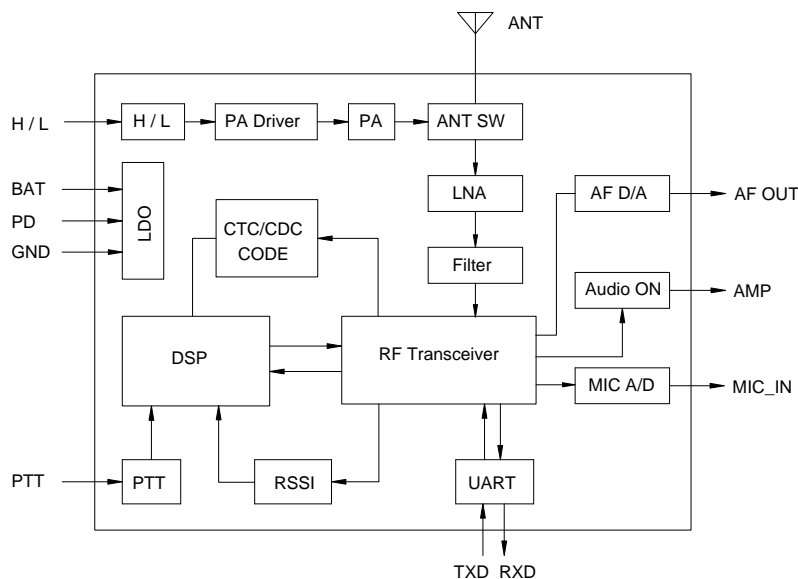 ANT
H / L
H / L
PA Driver
PA
ANT SW
BAT
PD
GND
LDO
LNA
AF D/A
AF OUT
CTC/CDC
CODE
Filter
Audio ON
AMP
DSP
RF Transceiver
MIC A/D
MIC_IN
PTT
PTT
RSSI
UART
TXD
RXD